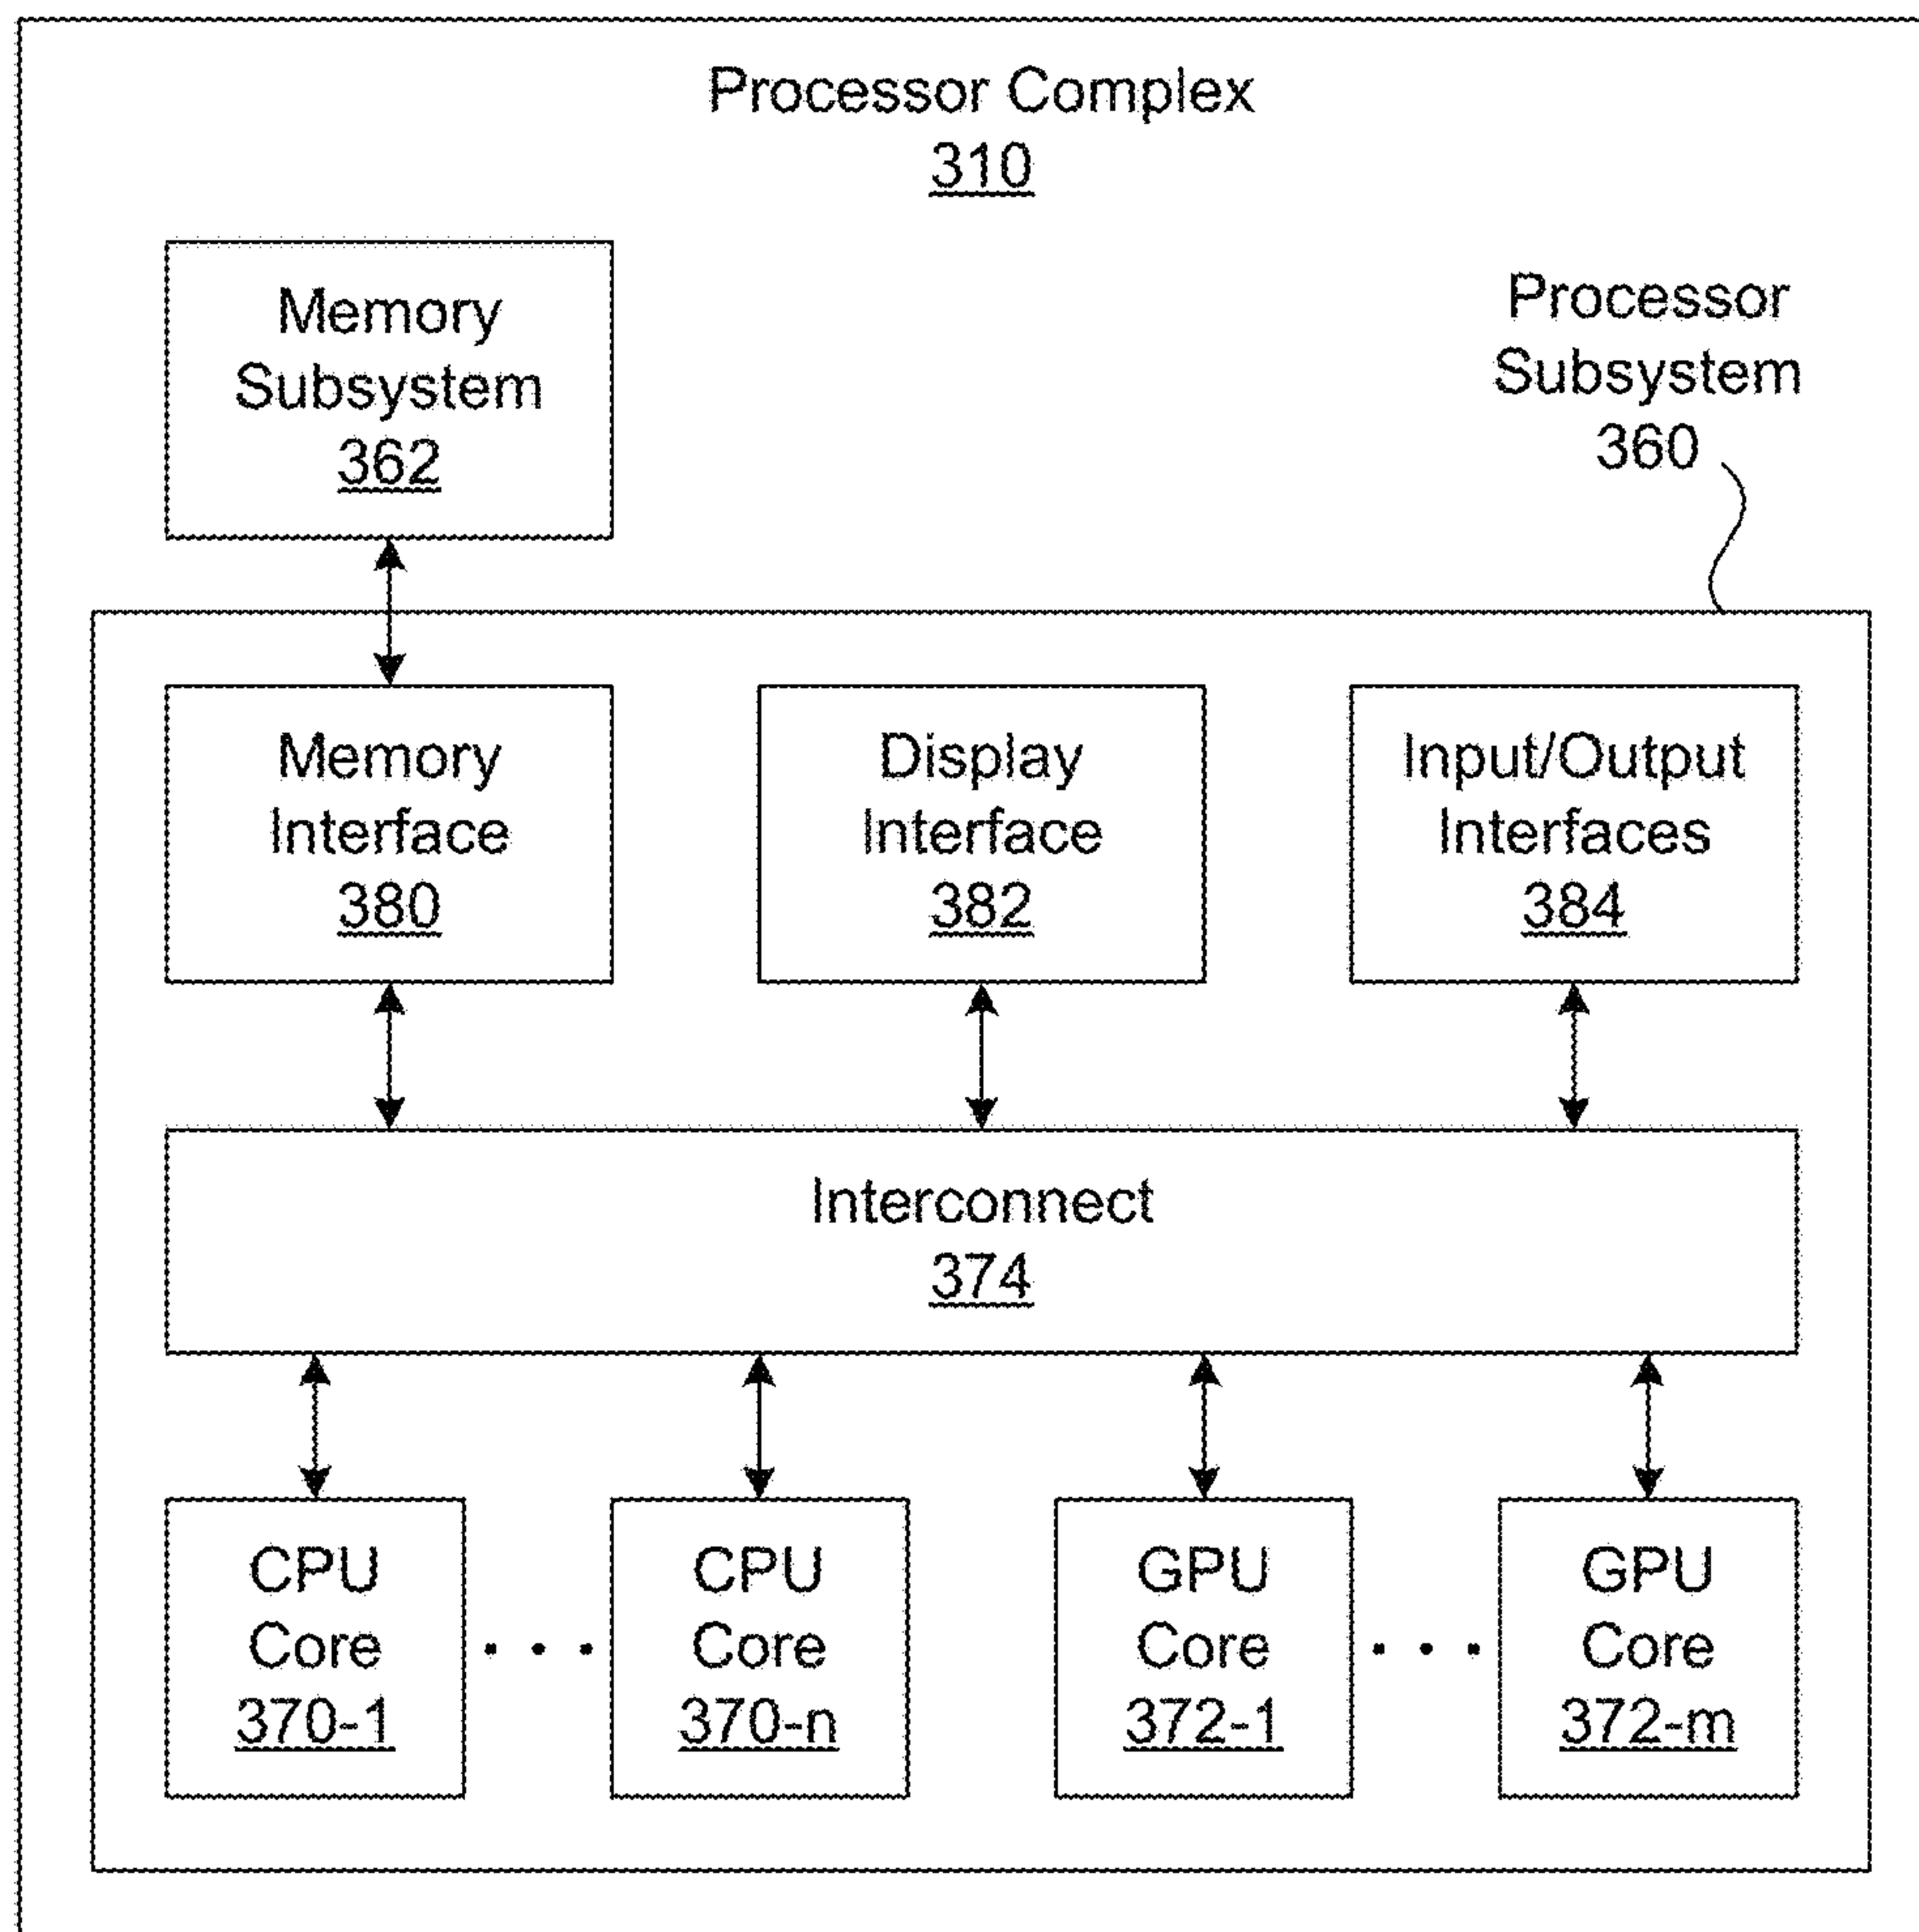 Processor Complex
310
Memory
Subsystem
362
Processor
Subsystem
360
Memory
Interface
380
Display
Interface
382
Input/Output
Interfaces
384
Interconnect
374
CPU
Core
370-1
. . .
CPU
Core
370-n
GPU
Core
372-1
. . .
GPU
Core
372-m